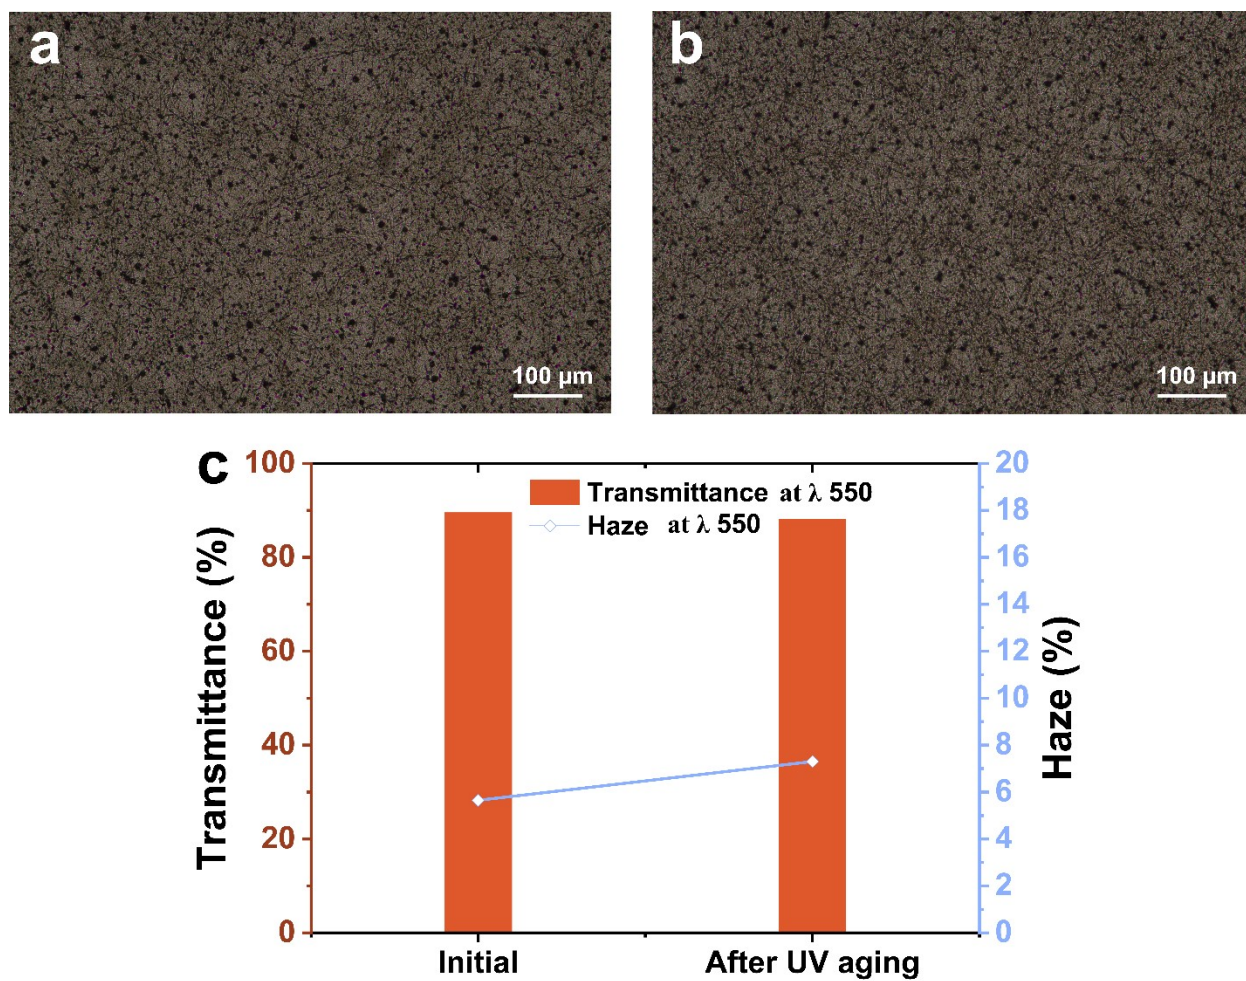 a
b
100 µm
100 µm
c
Transmittance at λ 550
Haze at λ 550
Transmittance (%)
100
80
60
40
20
0
20
18
16
14
12
10
8
6
4
2
0
Haze (%)
Initial
After UV aging